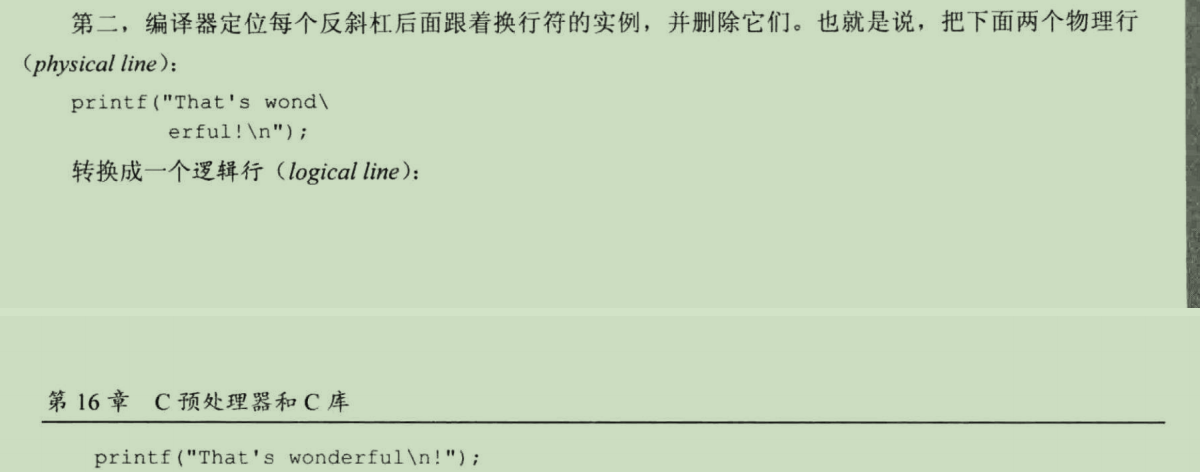 第二，编译器定位每个反斜杠后面跟着换行符的实例，并删除它们。也就是说，把下面两个物理行
（physical line）：
printf("That's wond\
erful!\n");
转换成一个逻辑行（logical line）：
第 16 章 C 预处理器和 C 库
printf("That's wonderful\n!");